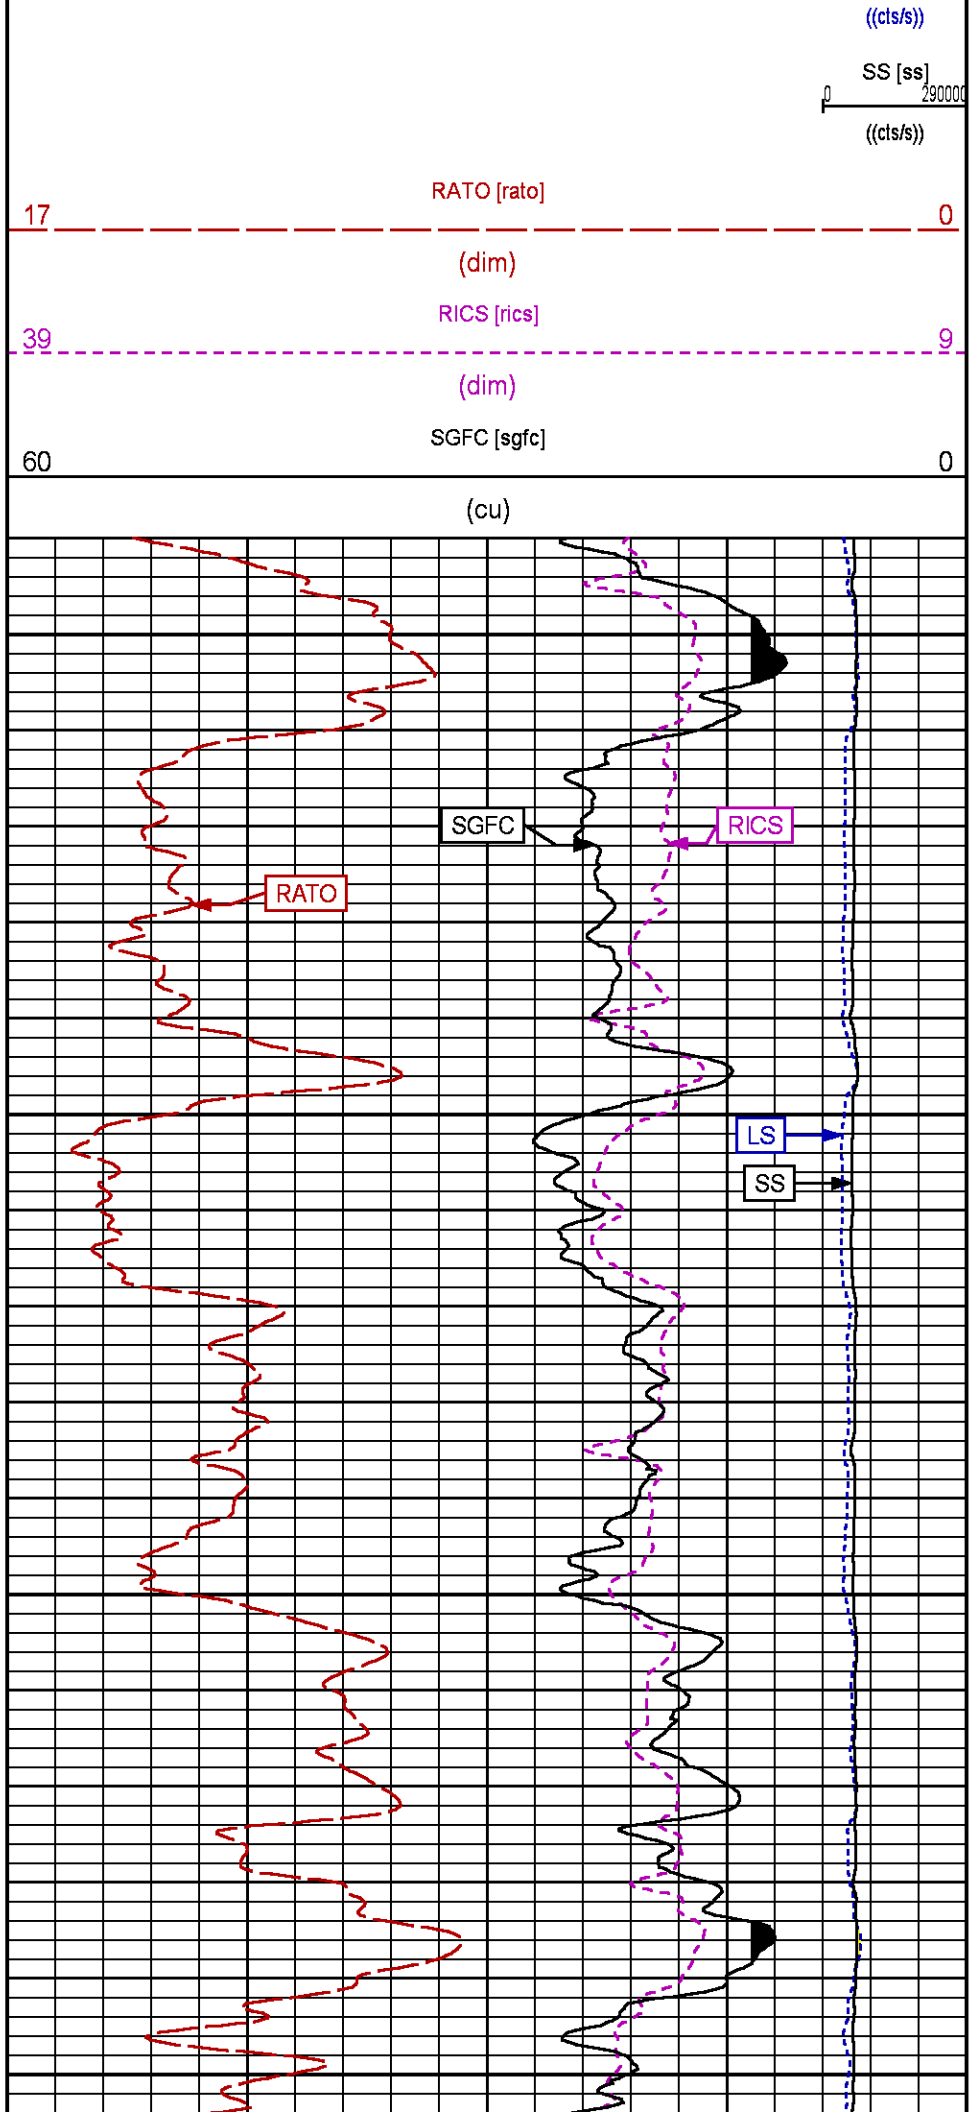 ((cts/s))
SS [ss]
0 290000
((cts/s))
RATO [rato]
17 0
(dim)
RICS [rics]
39 9
(dim)
SGFC [sgfc]
60 0
(cu)
SGFC RICS
RATO
LS
SS